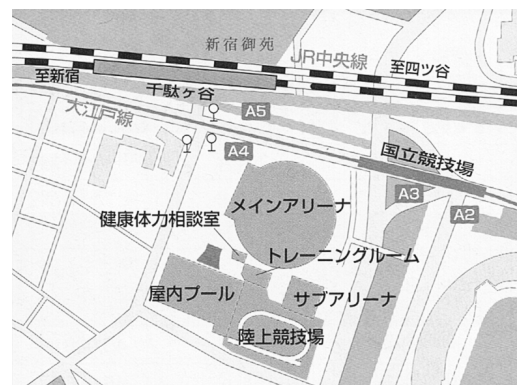 新宿御苑
JR中央線
至四ツ谷
至新宿
千駄ヶ谷
大江戸線
A5
A4
国立競技場
A3
A2
メインアリーナ
健康体力相談室
トレーニングルーム
屋内プール
サブアリーナ
陸上競技場